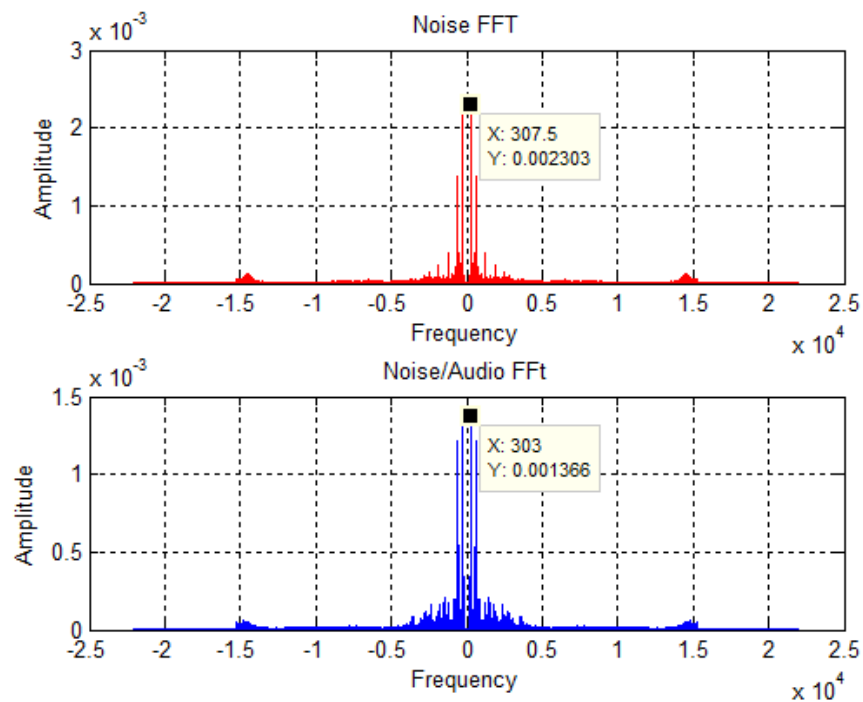 x 10^-3
Noise FFT
3
2
1
0
Amplitude
X: 307.5
Y: 0.002303
-2.5 -2 -1.5 -1 -0.5 0 0.5 1 1.5 2 2.5
Frequency
x 10^4
x 10^-3
Noise/Audio FFt
1.5
1
0.5
0
Amplitude
X: 303
Y: 0.001366
-2.5 -2 -1.5 -1 -0.5 0 0.5 1 1.5 2 2.5
Frequency
x 10^4